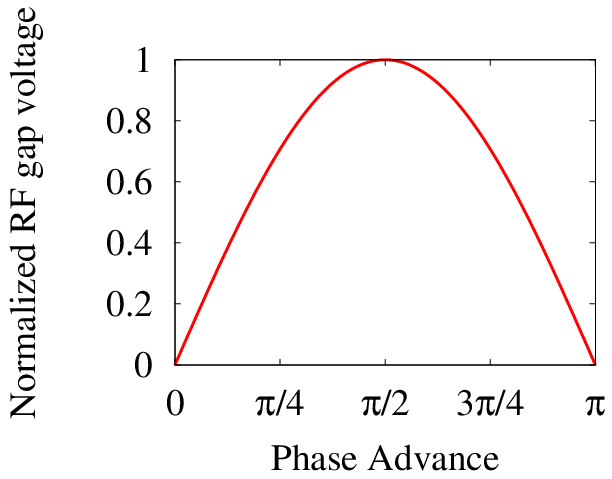 Normalized RF gap voltage
1
0.8
0.6
0.4
0.2
0
0 π/4 π/2 3π/4 π
Phase Advance